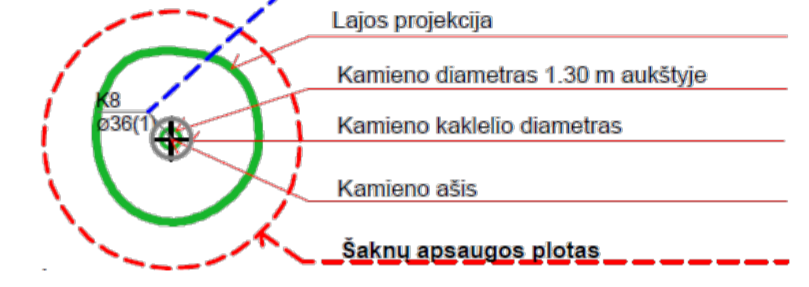 Lajos projekcija
Kamieno diametras 1.30 m aukštyje
K8
ø36(1)
Kamieno kaklelio diametras
Kamieno ašis
Šaknų apsaugos plotas